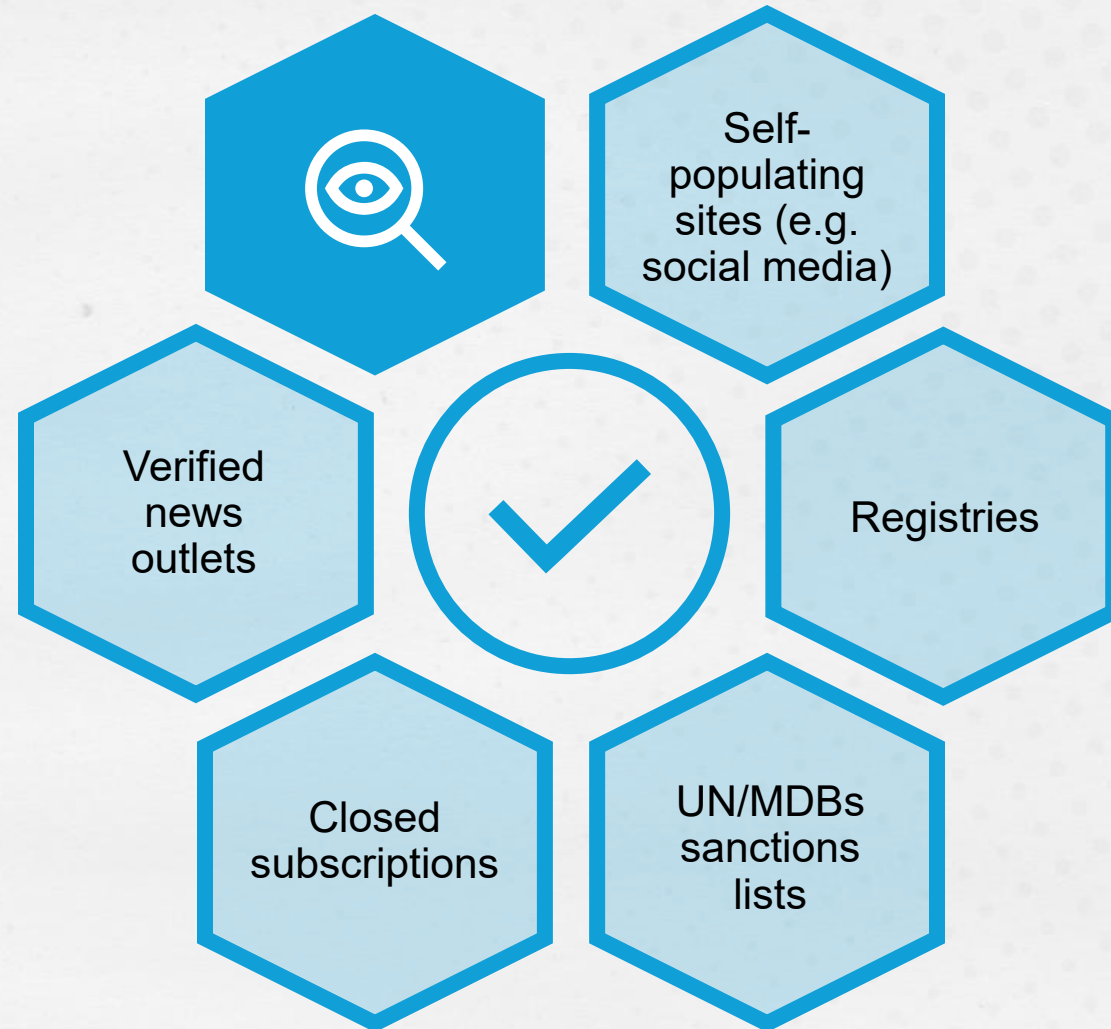 Self-
populating
sites (e.g.
social media)
Verified
news
outlets
Registries
Closed
subscriptions
UN/MDBs
sanctions
lists